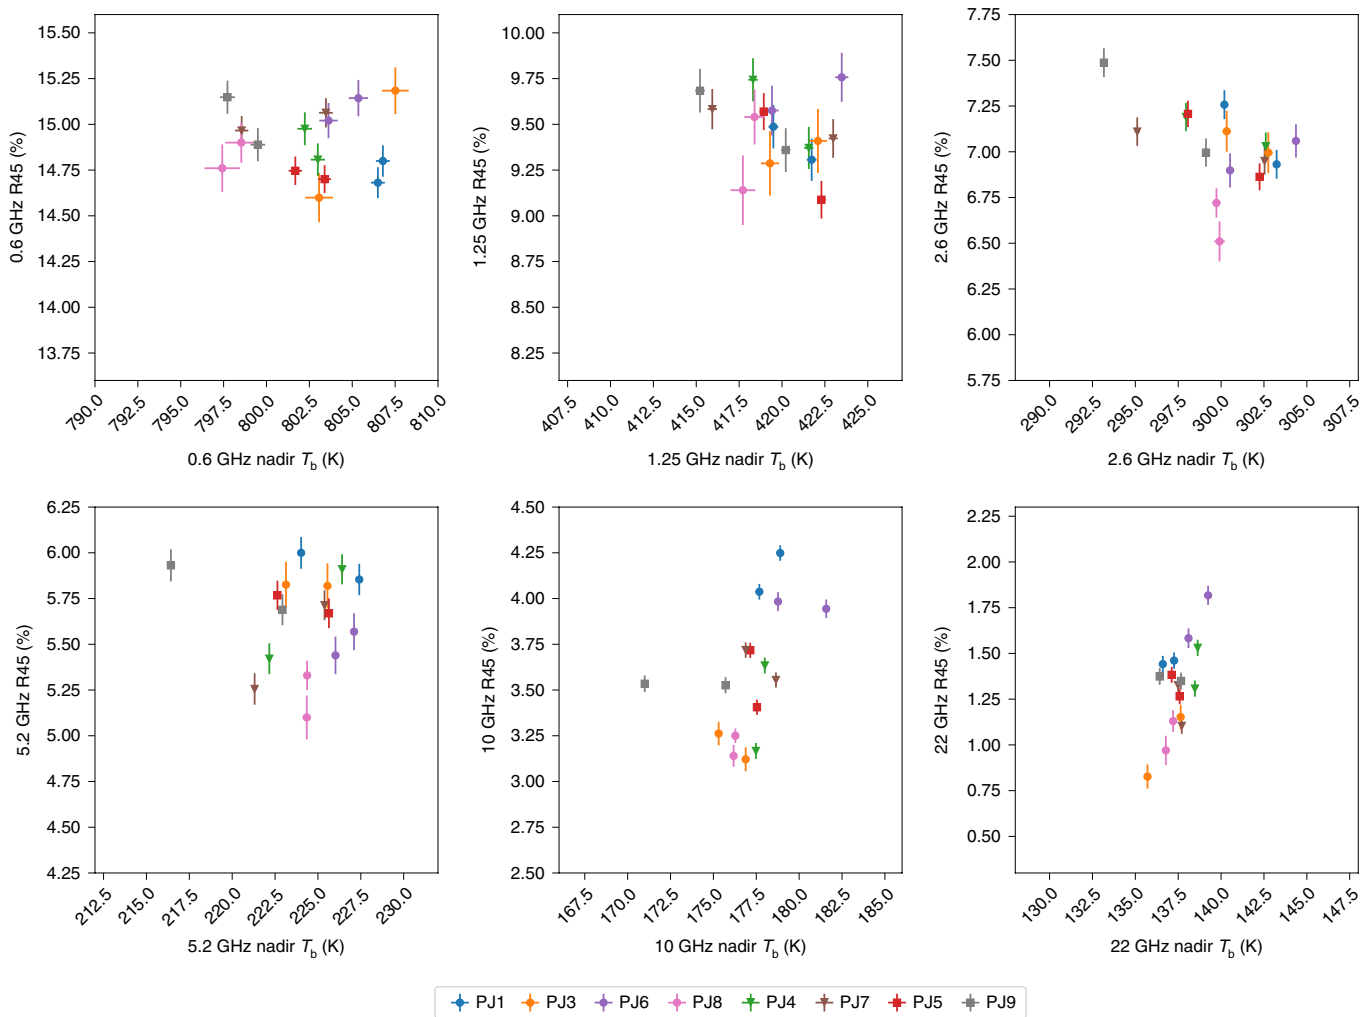 15.50
15.25
15.00
14.75
14.50
14.25
14.00
13.75
0.6 GHz R45 (%)
790.0 792.5 795.0 797.5 800.0 802.5 805.0 807.5 810.0
0.6 GHz nadir Tb (K)
10.00
9.75
9.50
9.25
9.00
8.75
8.50
8.25
1.25 GHz R45 (%)
407.5 410.0 412.5 415.0 417.5 420.0 422.5 425.0
1.25 GHz nadir Tb (K)
7.75
7.50
7.25
7.00
6.75
6.50
6.25
6.00
5.75
2.6 GHz R45 (%)
290.0 292.5 295.0 297.5 300.0 302.5 305.0 307.5
2.6 GHz nadir Tb (K)
6.25
6.00
5.75
5.50
5.25
5.00
4.75
4.50
4.25
5.2 GHz R45 (%)
212.5 215.0 217.5 220.0 222.5 225.0 227.5 230.0
5.2 GHz nadir Tb (K)
4.50
4.25
4.00
3.75
3.50
3.25
3.00
2.75
2.50
10 GHz R45 (%)
167.5 170.0 172.5 175.0 177.5 180.0 182.5 185.0
10 GHz nadir Tb (K)
2.25
2.00
1.75
1.50
1.25
1.00
0.75
0.50
22 GHz R45 (%)
130.0 132.5 135.0 137.5 140.0 142.5 145.0 147.5
22 GHz nadir Tb (K)
PJ1 PJ3 PJ6 PJ8 PJ4 PJ7 PJ5 PJ9